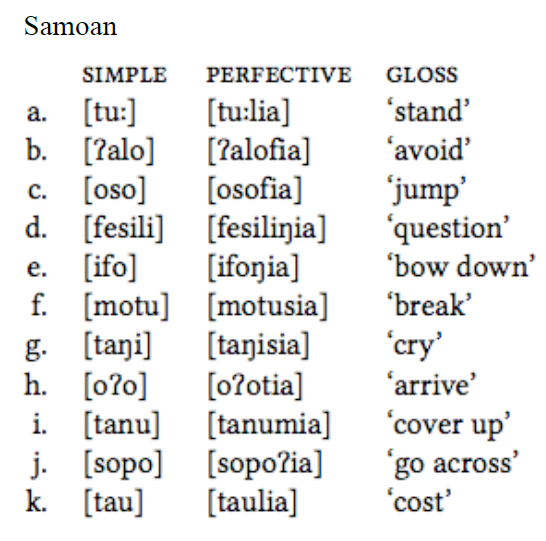 Samoan
SIMPLE PERFECTIVE GLOSS
a. [tuː] [tuːlia] ‘stand’
b. [ʔalo] [ʔalofia] ‘avoid’
c. [oso] [osofia] ‘jump’
d. [fesili] [fesiliŋia] ‘question’
e. [ifo] [ifoŋia] ‘bow down’
f. [motu] [motusia] ‘break’
g. [taŋi] [taŋisia] ‘cry’
h. [oʔo] [oʔotia] ‘arrive’
i. [tanu] [tanumia] ‘cover up’
j. [sopo] [sopoʔia] ‘go across’
k. [tau] [taulia] ‘cost’